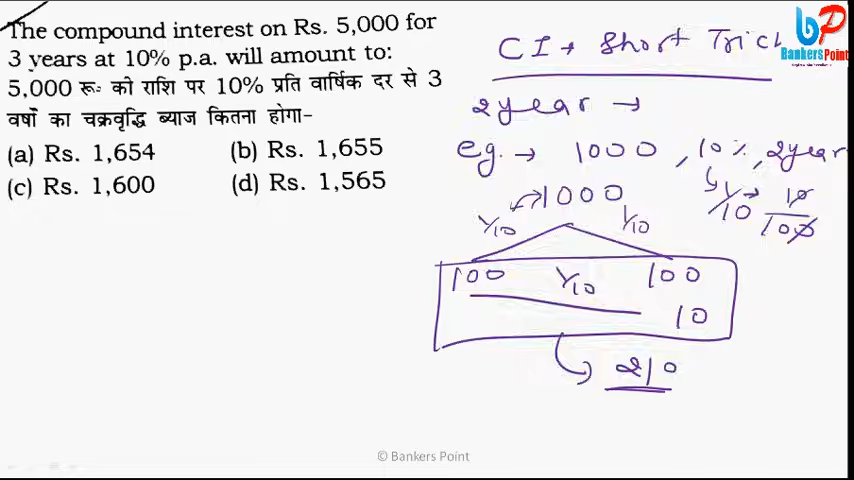 The compound interest on Rs. 5,000 for
3 years at 10% p.a. will amount to:
5,000 रू: की राशि पर 10% प्रति वार्षिक दर से 3
वर्षों का चक्रवृद्धि ब्याज कितना होगा–
(a) Rs. 1,654 (b) Rs. 1,655
(c) Rs. 1,600 (d) Rs. 1,565
CI → Short Trick
2year →
eg. → 1000 , 10% , 2year
1/10 10/100
1000
1/10 1/10
100 1/10 100
10
210
BP
Bankers Point
© Bankers Point